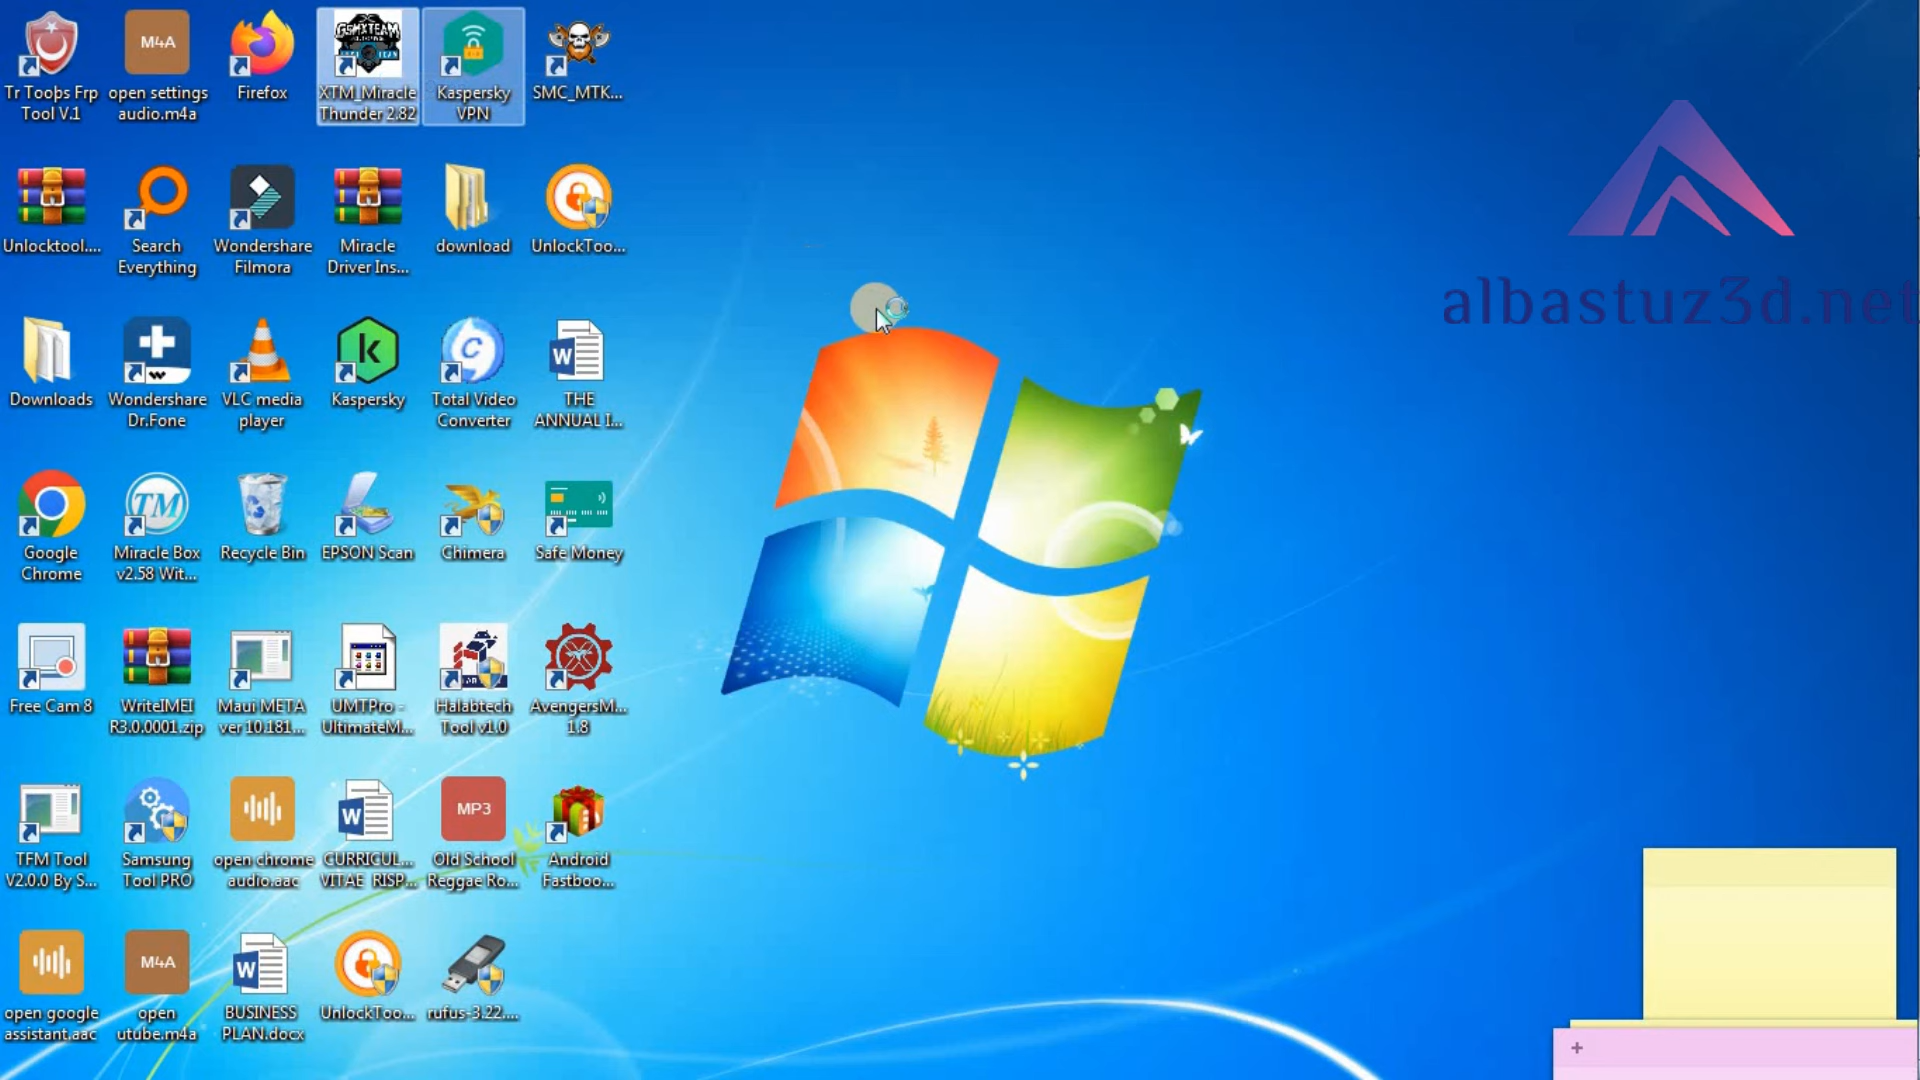 Tr Tooþs Frp
Tool V.1
M4A
open settings
audio.m4a
Firefox
GSMXTEAM
XTM_Miracle
Thunder 2.82
Kaspersky
VPN
SMC_MTK...
Unlocktool....
Search
Everything
Wondershare
Filmora
Miracle
Driver Ins...
download
UnlockToo...
albastuz3d.net
Downloads
Wondershare
Dr.Fone
VLC media
player
k
Kaspersky
C
Total Video
Converter
W
THE
ANNUAL I...
Google
Chrome
TM
Miracle Box
v2.58 Wit...
Recycle Bin
EPSON Scan
Chimera
Safe Money
Free Cam 8
WriteIMEI
R3.0.0001.zip
Maui META
ver 10.181...
UMTPro -
UltimateM...
Halabtech
Tool v1.0
AvengersM...
1.8
TFM Tool
V2.0.0 By S...
Samsung
Tool PRO
open chrome
audio.aac
W
CURRICUL...
VITAE RISP...
MP3
Old School
Reggae Ro...
Android
Fastboo...
open google
assistant.aac
M4A
open
utube.m4a
W
BUSINESS
PLAN.docx
UnlockToo...
rufus-3.22....
+